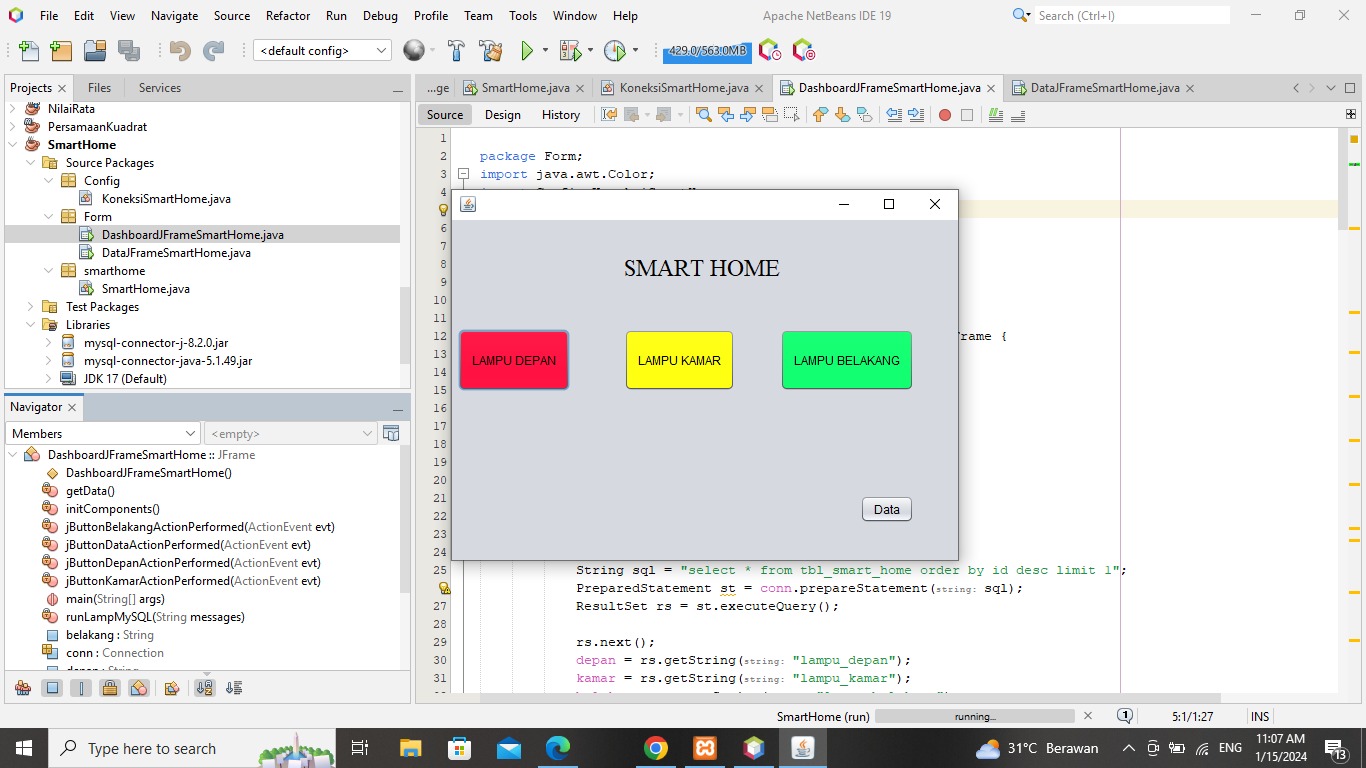 File Edit View Navigate Source Refactor Run Debug Profile Team Tools Window Help
Apache NetBeans IDE 19
Search (Ctrl+I)
<default config>
429.0/563.0MB
Projects Files Services
NilaiRata
PersamaanKuadrat
SmartHome
Source Packages
Config
KoneksiSmartHome.java
Form
DashboardJFrameSmartHome.java
DataJFrameSmartHome.java
smarthome
SmartHome.java
Test Packages
Libraries
mysql-connector-j-8.2.0.jar
mysql-connector-java-5.1.49.jar
JDK 17 (Default)
Navigator
Members
<empty>
DashboardJFrameSmartHome :: JFrame
DashboardJFrameSmartHome()
getData()
initComponents()
jButtonBelakangActionPerformed(ActionEvent evt)
jButtonDataActionPerformed(ActionEvent evt)
jButtonDepanActionPerformed(ActionEvent evt)
jButtonKamarActionPerformed(ActionEvent evt)
main(String[] args)
runLampMySQL(String messages)
belakang : String
conn : Connection
...ge SmartHome.java KoneksiSmartHome.java DashboardJFrameSmartHome.java DataJFrameSmartHome.java
Source Design History
1
2 package Form;
3 import java.awt.Color;
4
6
7
8
9
10
11
12 Frame {
13
14
15
16
17
18
19
20
21
22
23
24
25 String sql = "select * from tbl_smart_home order by id desc limit 1";
PreparedStatement st = conn.prepareStatement(string: sql);
27 ResultSet rs = st.executeQuery();
28
29 rs.next();
30 depan = rs.getString(string: "lampu_depan");
31 kamar = rs.getString(string: "lampu_kamar");
SMART HOME
LAMPU DEPAN
LAMPU KAMAR
LAMPU BELAKANG
Data
SmartHome (run) running... 1 5:1/1:27 INS
Type here to search
31°C Berawan
ENG
11:07 AM
1/15/2024
13